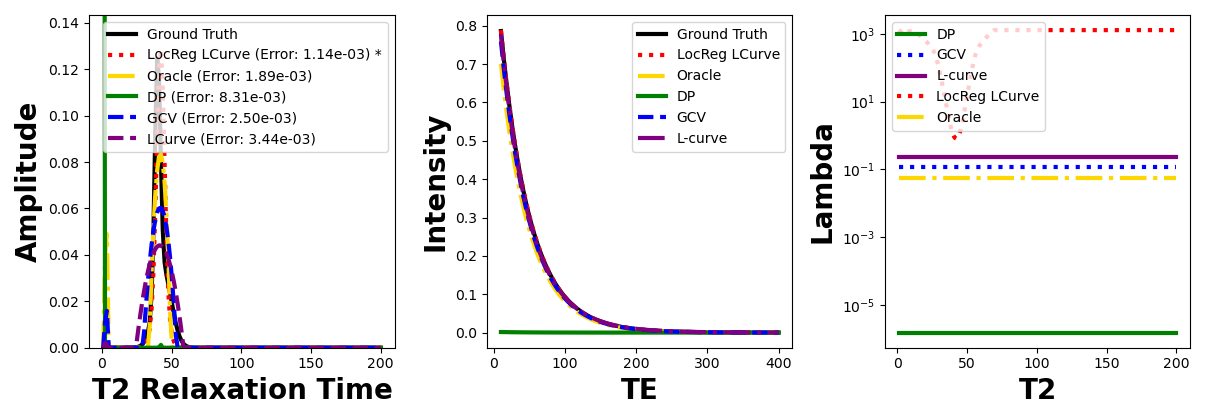 0.14
0.12
0.10
0.08
0.06
0.04
0.02
0.00
Amplitude
Ground Truth
LocReg LCurve (Error: 1.14e-03) *
Oracle (Error: 1.89e-03)
DP (Error: 8.31e-03)
GCV (Error: 2.50e-03)
LCurve (Error: 3.44e-03)
0 50 100 150 200
T2 Relaxation Time
0.8
0.7
0.6
0.5
0.4
0.3
0.2
0.1
0.0
Intensity
Ground Truth
LocReg LCurve
Oracle
DP
GCV
L-curve
0 100 200 300 400
TE
10³
10¹
10⁻¹
10⁻³
10⁻⁵
Lambda
DP
GCV
L-curve
LocReg LCurve
Oracle
0 50 100 150 200
T2